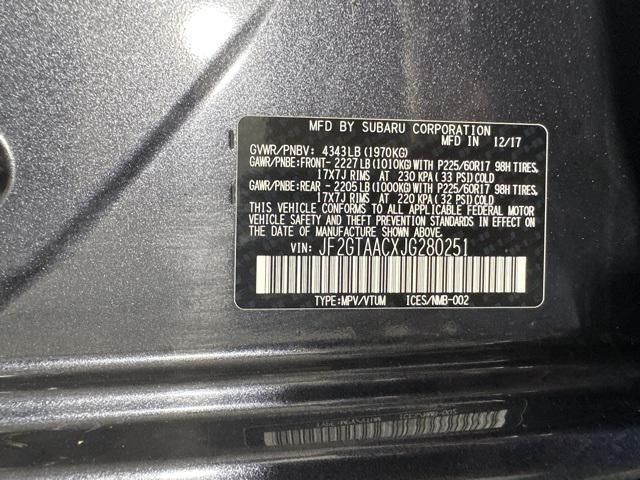 MFD BY SUBARU CORPORATION
MFD IN 12/17
GVWR/PNBV: 4343LB(1970KG)
GAWR/PNBE:FRONT-2227LB(1010KG)WITH P225/60R17 98H TIRES,
17X7J RIMS AT 230 KPA(33 PSI)COLD
GAWR/PNBE:REAR -2205LB(1000KG)WITH P225/60R17 98H TIRES,
17X7J RIMS AT 220 KPA(32 PSI)COLD
THIS VEHICLE CONFORMS TO ALL APPLICABLE FEDERAL MOTOR
VEHICLE SAFETY AND THEFT PREVENTION STANDARDS IN EFFECT ON
THE DATE OF MANUFACTURE SHOWN ABOVE.
VIN: JF2GTAACXJG280251
TYPE:MPV/VTUM ICES/NMB-002